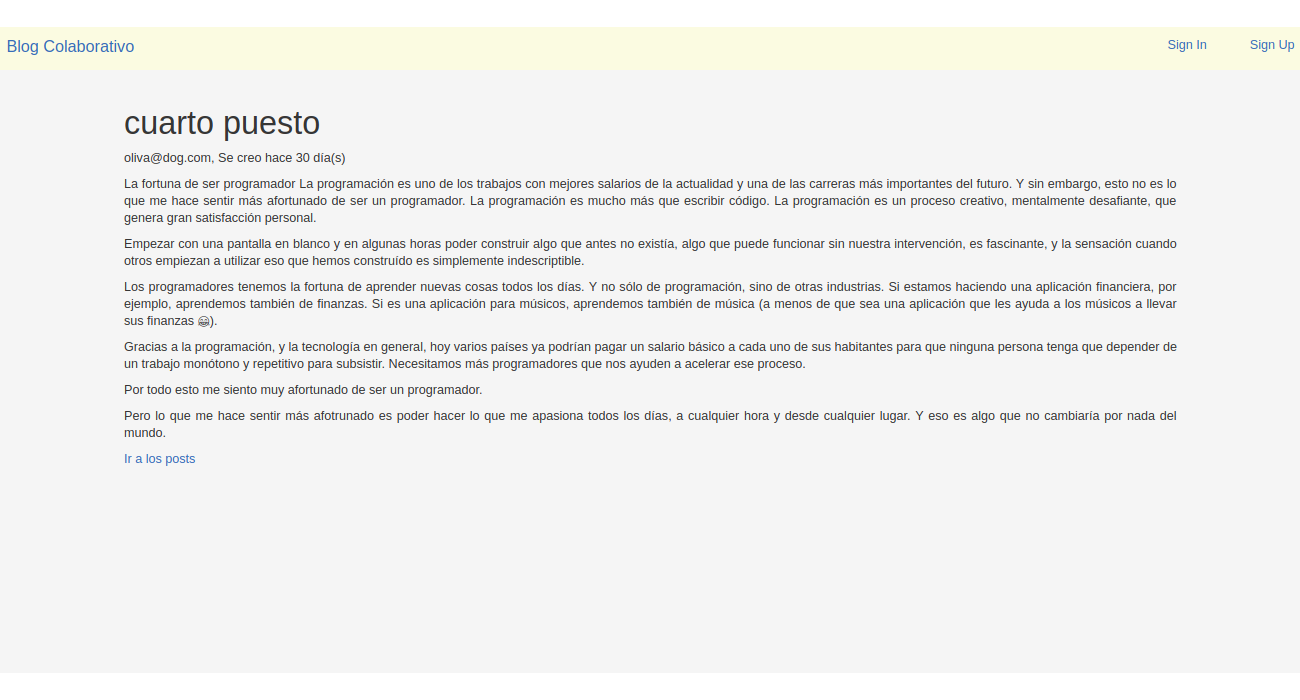 Blog Colaborativo
Sign In
Sign Up
cuarto puesto
oliva@dog.com, Se creo hace 30 día(s)
La fortuna de ser programador La programación es uno de los trabajos con mejores salarios de la actualidad y una de las carreras más importantes del futuro. Y sin embargo, esto no es lo
que me hace sentir más afortunado de ser un programador. La programación es mucho más que escribir código. La programación es un proceso creativo, mentalmente desafiante, que
genera gran satisfacción personal.
Empezar con una pantalla en blanco y en algunas horas poder construir algo que antes no existía, algo que puede funcionar sin nuestra intervención, es fascinante, y la sensación cuando
otros empiezan a utilizar eso que hemos construído es simplemente indescriptible.
Los programadores tenemos la fortuna de aprender nuevas cosas todos los días. Y no sólo de programación, sino de otras industrias. Si estamos haciendo una aplicación financiera, por
ejemplo, aprendemos también de finanzas. Si es una aplicación para músicos, aprendemos también de música (a menos de que sea una aplicación que les ayuda a los músicos a llevar
sus finanzas 😁).
Gracias a la programación, y la tecnología en general, hoy varios países ya podrían pagar un salario básico a cada uno de sus habitantes para que ninguna persona tenga que depender de
un trabajo monótono y repetitivo para subsistir. Necesitamos más programadores que nos ayuden a acelerar ese proceso.
Por todo esto me siento muy afortunado de ser un programador.
Pero lo que me hace sentir más afotrunado es poder hacer lo que me apasiona todos los días, a cualquier hora y desde cualquier lugar. Y eso es algo que no cambiaría por nada del
mundo.
Ir a los posts